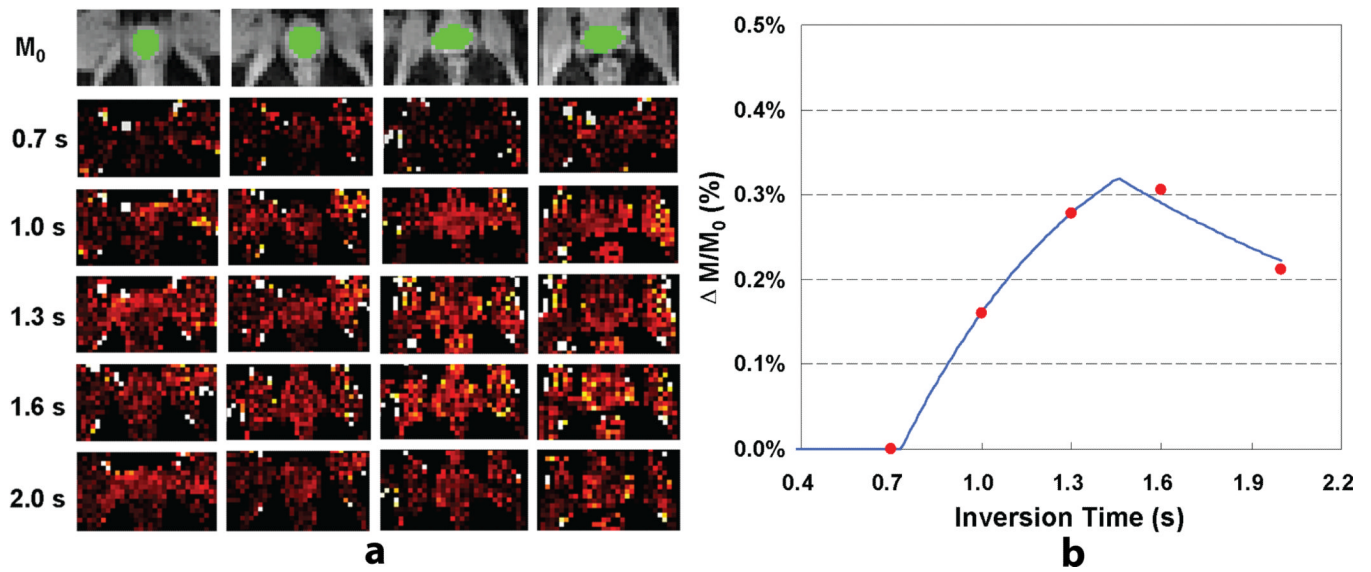 M0
0.7 s
1.0 s
1.3 s
1.6 s
2.0 s
a
0.5%
0.4%
0.3%
0.2%
0.1%
0.0%
Δ M/M0 (%)
0.4 0.7 1.0 1.3 1.6 1.9 2.2
Inversion Time (s)
b